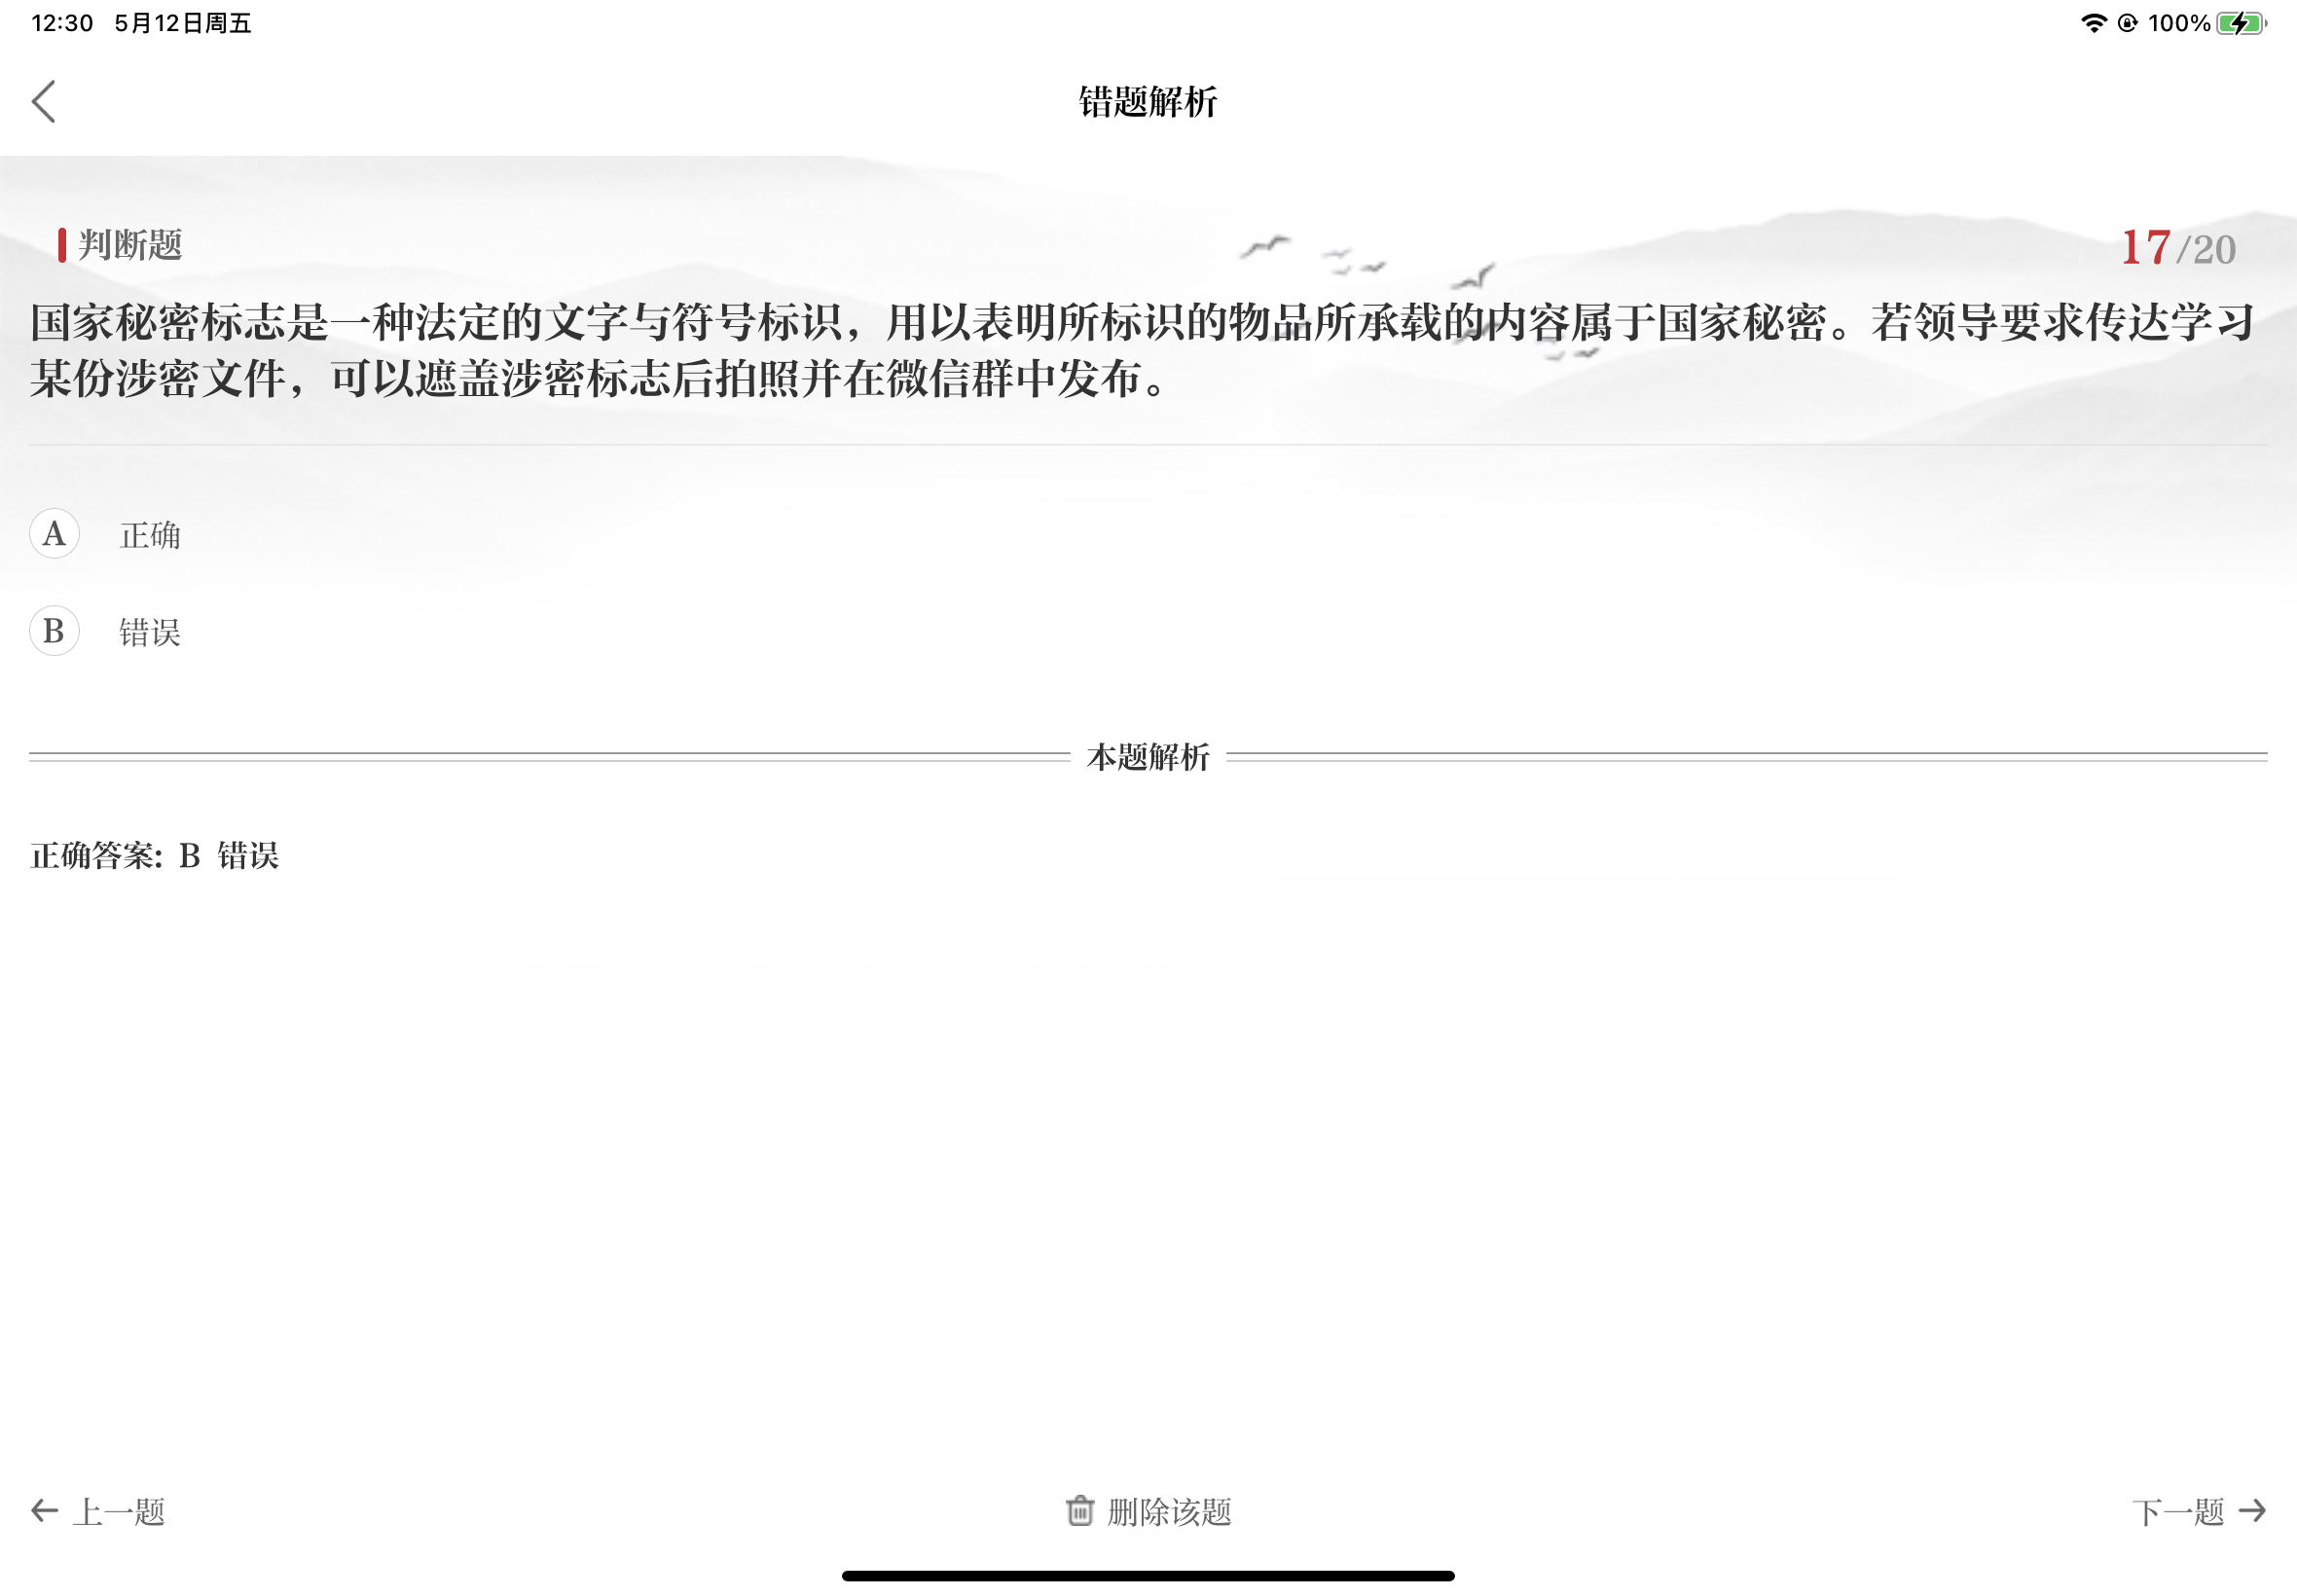 12:30 5月12日周五 100%
错题解析
判断题 17/20
国家秘密标志是一种法定的文字与符号标识，用以表明所标识的物品所承载的内容属于国家秘密。若领导要求传达学习
某份涉密文件，可以遮盖涉密标志后拍照并在微信群中发布。
A 正确
B 错误
本题解析
正确答案: B 错误
上一题 删除该题 下一题